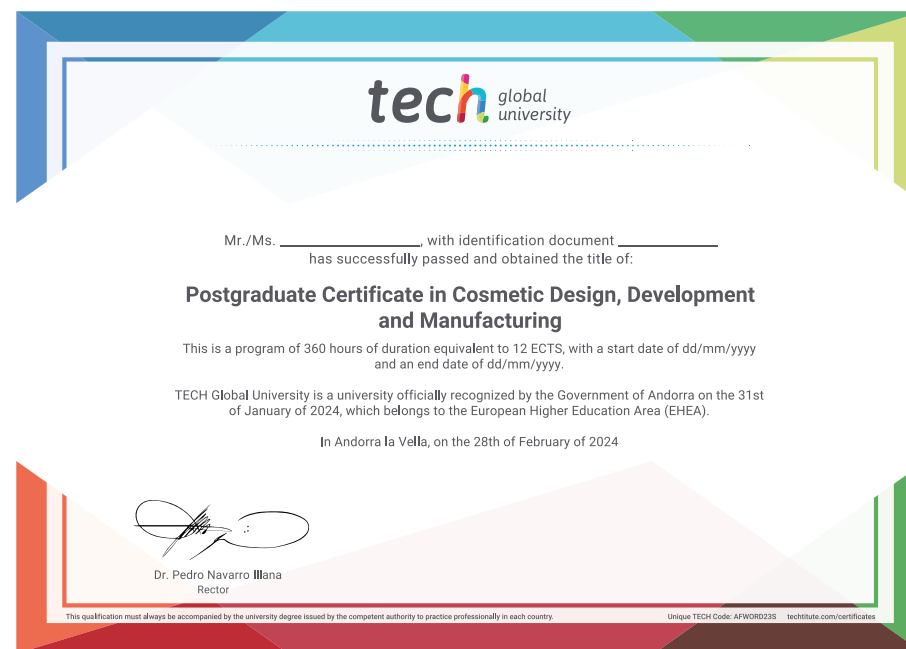 tech global
university
Mr./Ms. ____________________, with identification document ______________
has successfully passed and obtained the title of:
Postgraduate Certificate in Cosmetic Design, Development
and Manufacturing
This is a program of 360 hours of duration equivalent to 12 ECTS, with a start date of dd/mm/yyyy
and an end date of dd/mm/yyyy.
TECH Global University is a university officially recognized by the Government of Andorra on the 31st
of January of 2024, which belongs to the European Higher Education Area (EHEA).
In Andorra la Vella, on the 28th of February of 2024
Dr. Pedro Navarro Illana
Rector
This qualification must always be accompanied by the university degree issued by the competent authority to practice professionally in each country.
Unique TECH Code: AFWORD23S techtitute.com/certificates